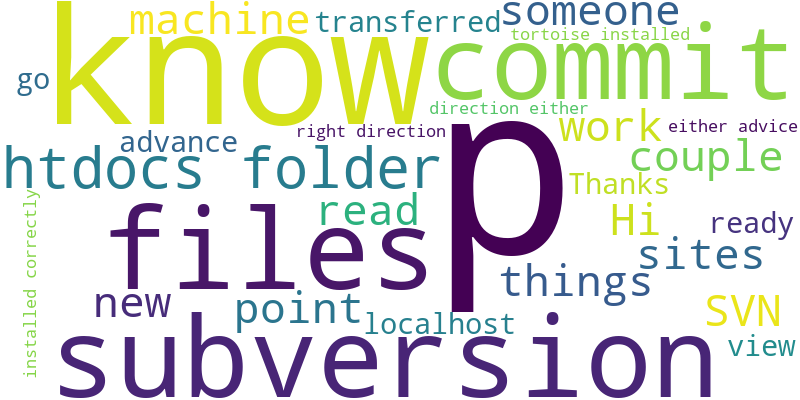 someone
machine
transferred
tortoise installed
know
commit
go
direction either
p
right direction
work
either advice
advance
htdocs folder
couple
Thanks
read
files
Hi
ready
sites
installed correctly
things
new
point
SVN
localhost
subversion
view